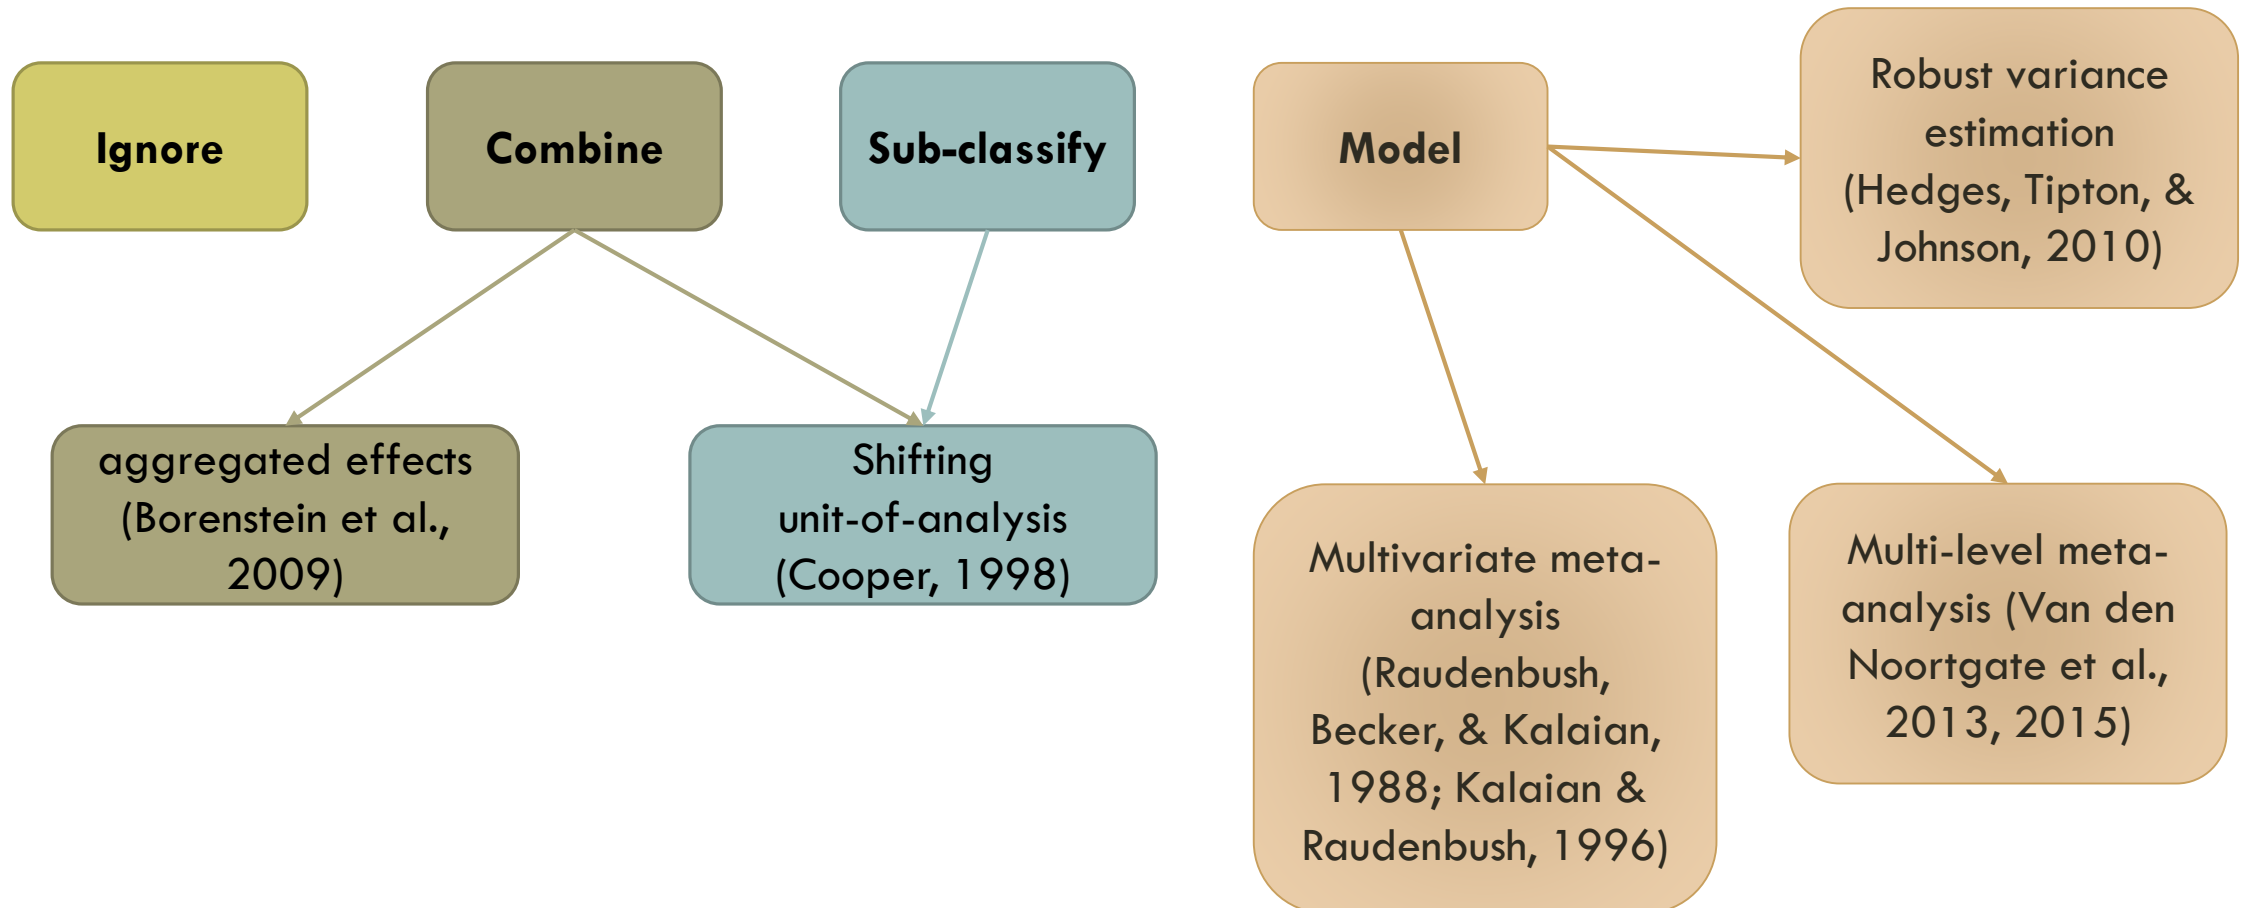 Ignore
Combine
Sub-classify
Model
Robust variance
estimation
(Hedges, Tipton, &
Johnson, 2010)
aggregated effects
(Borenstein et al.,
2009)
Shifting
unit-of-analysis
(Cooper, 1998)
Multivariate meta-
analysis
(Raudenbush,
Becker, & Kalaian,
1988; Kalaian &
Raudenbush, 1996)
Multi-level meta-
analysis (Van den
Noortgate et al.,
2013, 2015)